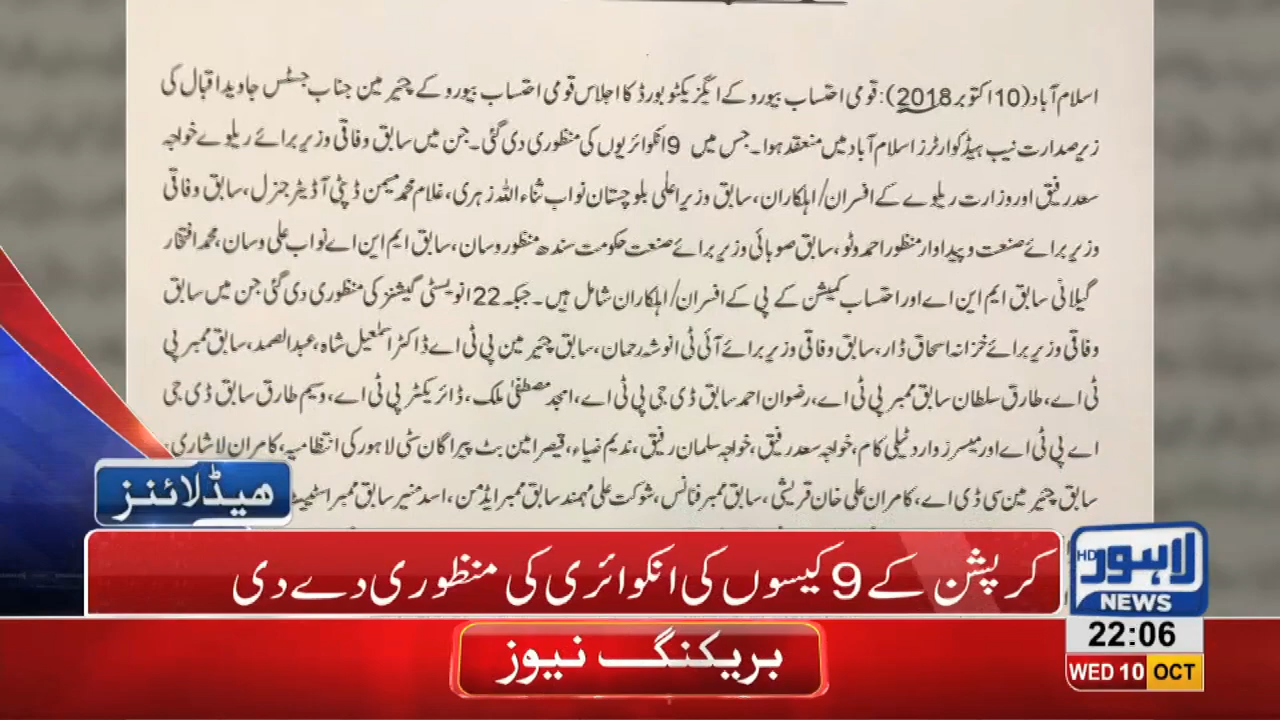 اسلام آباد (10 اکتوبر 2018): قومی احتساب بیورو کے ایگزیکٹو بورڈ کا اجلاس قومی احتساب بیورو کے چئیرمین جناب جسٹس جاوید اقبال کی
زیر صدارت نیب ہیڈ کوارٹرز اسلام آباد میں منعقد ہوا۔ جس میں 9 انکوائریوں کی منظوری دی گئی۔ جن میں سابق وفاقی وزیر برائے ریلوے خواجہ
سعد رفیق اور وزارت ریلوے کے افسران/اہلکاران، سابق وزیر اعلیٰ بلوچستان نواب ثناء اللہ زہری، غلام محمد میمن ڈپٹی آڈیٹر جنرل، سابق وفاقی
وزیر برائے صنعت و پیداوار منظور احمد وٹو، سابق صوبائی وزیر برائے صنعت حکومت سندھ منظور وسان، سابق ایم این اے نواب علی وسان، محمد افتخار
گیلانی سابق ایم این اے اور احتساب کمیشن کے پی کے افسران/اہلکاران شامل ہیں۔ جبکہ 22 انویسٹی گیشنز کی منظوری دی گئی جن میں سابق
وفاقی وزیر برائے خزانہ اسحاق ڈار، سابق وفاقی وزیر برائے آئی ٹی انوشہ رحمان، سابق چئیرمین پی ٹی اے ڈاکٹر اسمٰعیل شاہ، عبدالصمد، سابق ممبر پی
ٹی اے، طارق سلطان سابق ممبر پی ٹی اے، رضوان احمد سابق ڈی جی پی ٹی اے، امجد مصطفیٰ ملک، ڈائریکٹر پی ٹی اے، وسیم طارق سابق ڈی جی
اے پی ٹی اے اور میسرز وارد ٹیلی کام، خواجہ سعد رفیق، خواجہ سلمان رفیق، ندیم ضیاء، قیصر امین بٹ پیراگان سٹی لاہور کی انتظامیہ، کامران لاشاری،
سابق چئیرمین سی ڈی اے، کامران علی خان قریشی، سابق ممبر فنانس، شوکت علی مہمند سابق ممبر ایڈمن، اسد منیر سابق ممبر اسٹیٹ
ہیڈلائنز
کرپشن کے 9 کیسوں کی انکوائری کی منظوری دے دی
بریکنگ نیوز
لاہور HD
NEWS
22:06
WED 10 OCT